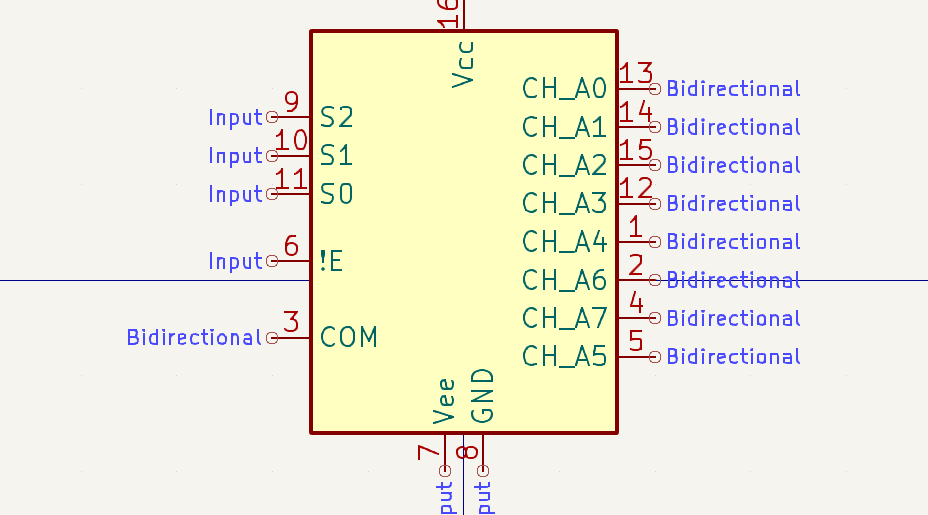 16
Vcc
13 CH_A0 Bidirectional
Input 9 S2
14 CH_A1 Bidirectional
Input 10 S1
15 CH_A2 Bidirectional
Input 11 S0
12 CH_A3 Bidirectional
1 CH_A4 Bidirectional
Input 6 !E
2 CH_A6 Bidirectional
4 CH_A7 Bidirectional
Bidirectional 3 COM
5 CH_A5 Bidirectional
Vee GND
7 8
put put